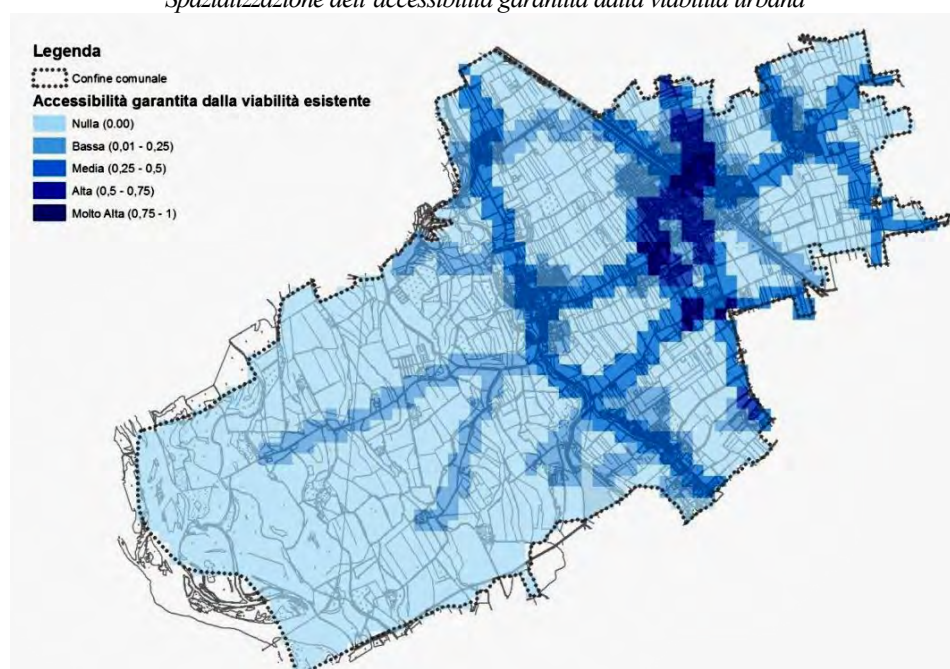 Spazializzazione dell'accessibilità garantita dalla viabilità urbana
Legenda
Confine comunale
Accessibilità garantita dalla viabilità esistente
Nulla (0.00)
Bassa (0,01 - 0,25)
Media (0,25 - 0,5)
Alta (0,5 - 0,75)
Molto Alta (0,75 - 1)